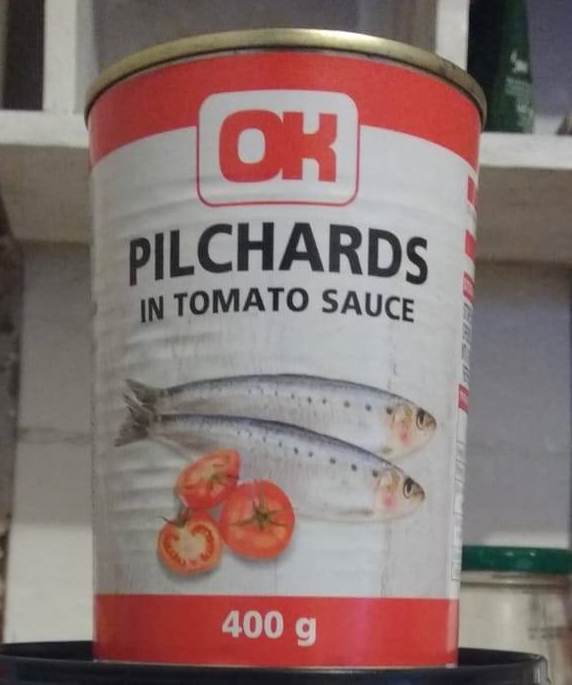 OK
PILCHARDS
IN TOMATO SAUCE
400 g